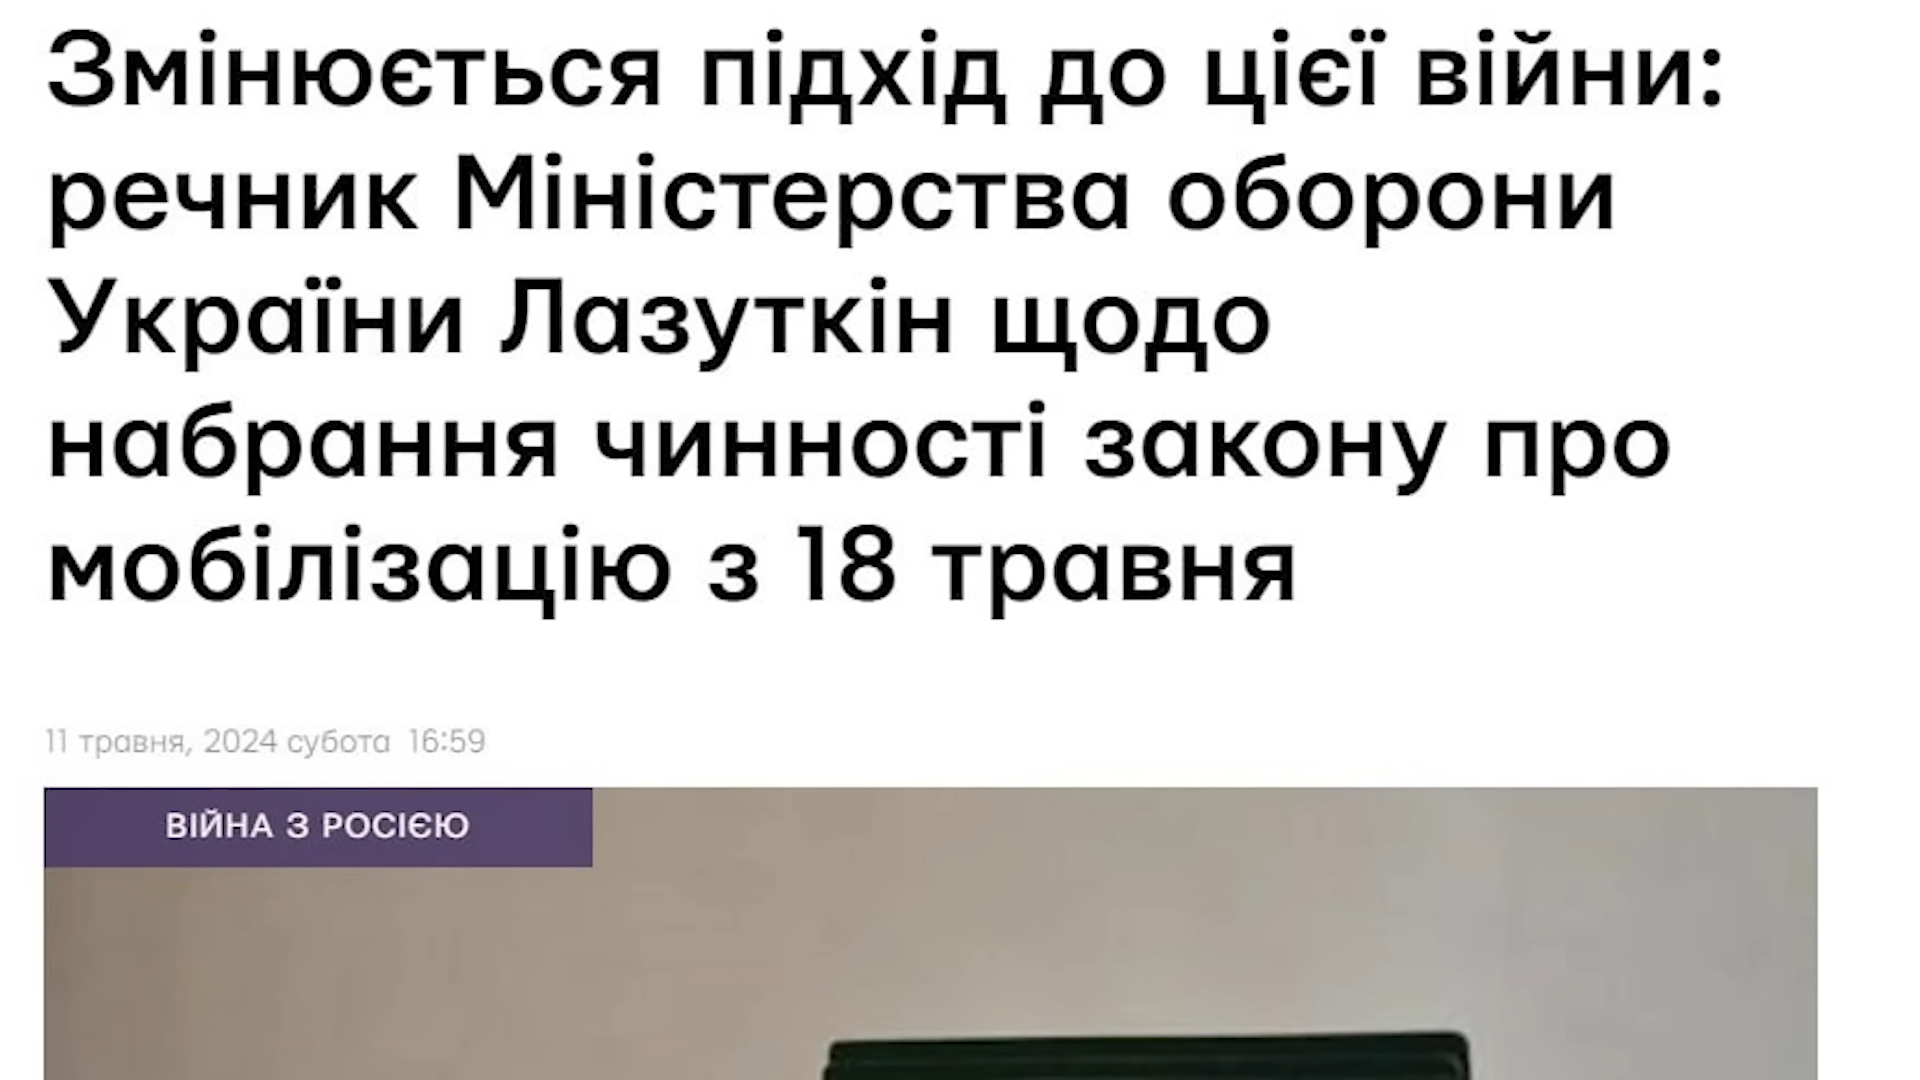 Змінюється підхід до цієї війни:
речник Міністерства оборони
України Лазуткін щодо
набрання чинності закону про
мобілізацію з 18 травня
11 травня, 2024 субота 16:59
ВІЙНА З РОСІЄЮ